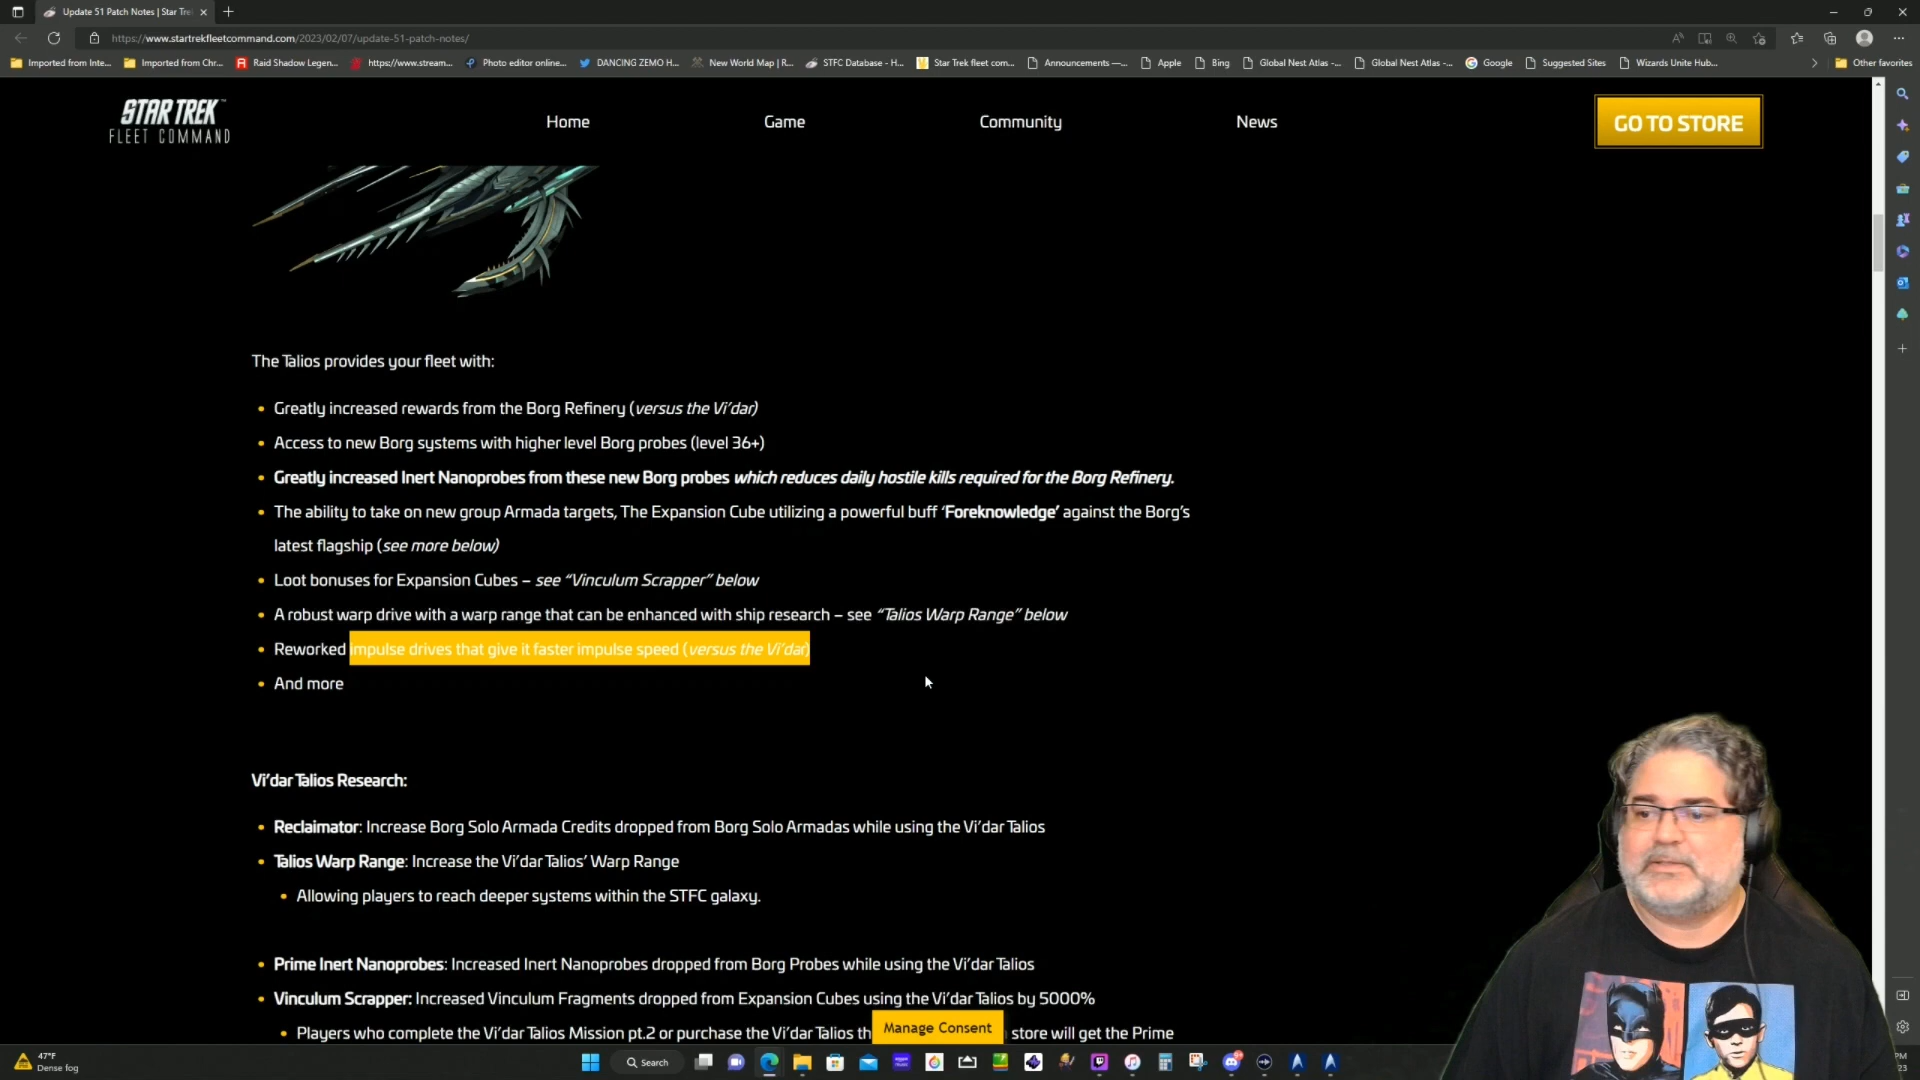 Update 51 Patch Notes | Star Tre
https://www.startrekfleetcommand.com/2023/02/07/update-51-patch-notes/
Imported from Inte... Imported from Chr... Raid Shadow Legen... https://www.stream... Photo editor online... DANCING ZEMO H... New World Map | R... STFC Database - H... Star Trek fleet com... Announcements —... Apple Bing Global Nest Atlas -... Global Nest Atlas -... Google Suggested Sites Wizards Unite Hub... Other favorites
STAR TREK
FLEET COMMAND
Home Game Community News GO TO STORE
The Talios provides your fleet with:
Greatly increased rewards from the Borg Refinery (versus the Vi'dar)
Access to new Borg systems with higher level Borg probes (level 36+)
Greatly increased Inert Nanoprobes from these new Borg probes which reduces daily hostile kills required for the Borg Refinery.
The ability to take on new group Armada targets, The Expansion Cube utilizing a powerful buff 'Foreknowledge' against the Borg's
latest flagship (see more below)
Loot bonuses for Expansion Cubes – see "Vinculum Scrapper" below
A robust warp drive with a warp range that can be enhanced with ship research – see "Talios Warp Range" below
Reworked impulse drives that give it faster impulse speed (versus the Vi'dar)
And more
Vi'dar Talios Research:
Reclaimator: Increase Borg Solo Armada Credits dropped from Borg Solo Armadas while using the Vi'dar Talios
Talios Warp Range: Increase the Vi'dar Talios' Warp Range
Allowing players to reach deeper systems within the STFC galaxy.
Prime Inert Nanoprobes: Increased Inert Nanoprobes dropped from Borg Probes while using the Vi'dar Talios
Vinculum Scrapper: Increased Vinculum Fragments dropped from Expansion Cubes using the Vi'dar Talios by 5000%
Players who complete the Vi'dar Talios Mission pt.2 or purchase the Vi'dar Talios th store will get the Prime
Manage Consent
47°F
Dense fog
Search
PM
23